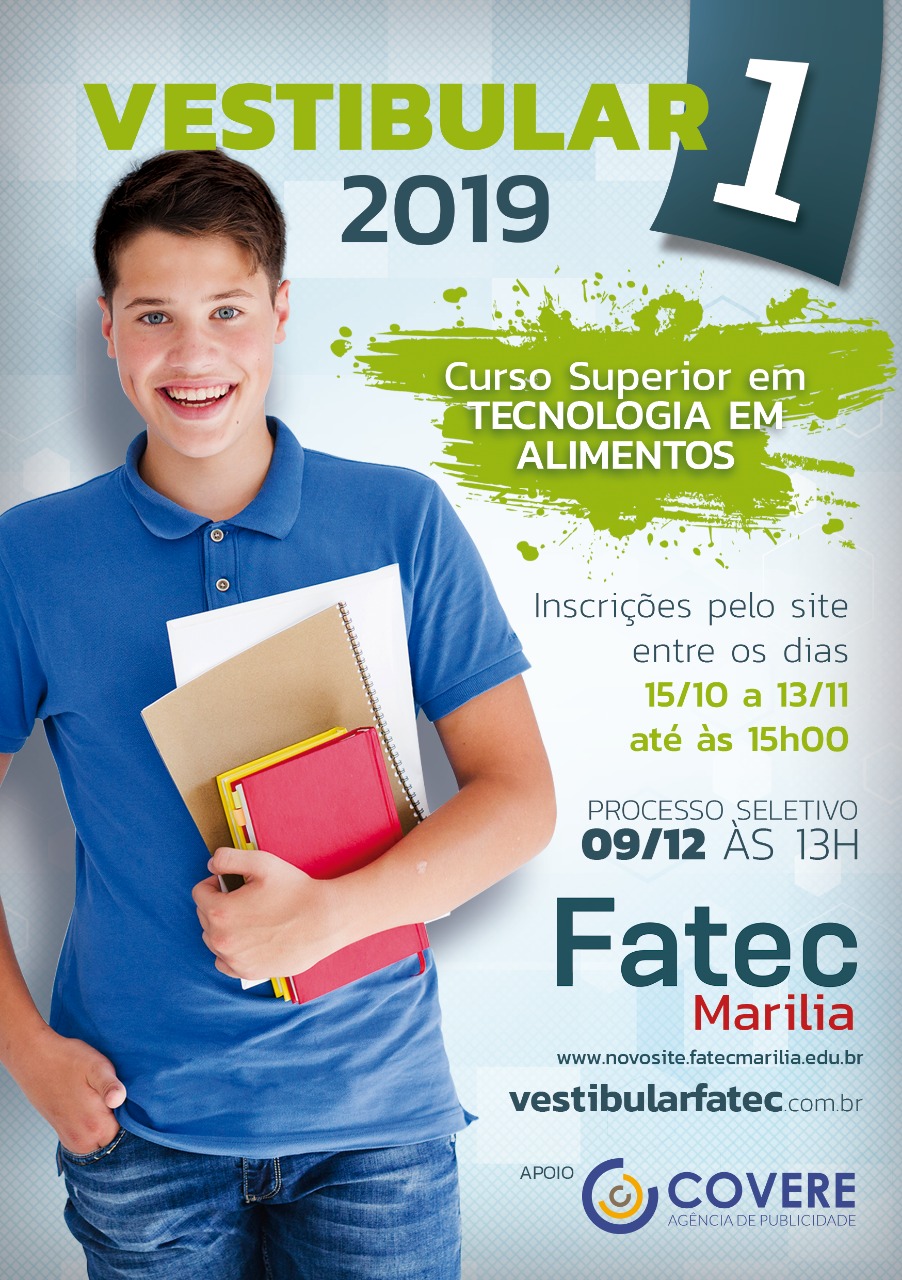 VESTIBULAR 1
2019
Curso Superior em
TECNOLOGIA EM
ALIMENTOS
Inscrições pelo site
entre os dias
15/10 a 13/11
até às 15h00
PROCESSO SELETIVO
09/12 ÀS 13H
Fatec
Marilia
www.novosite.fatecmarilia.edu.br
vestibularfatec.com.br
APOIO
COVERE
AGÊNCIA DE PUBLICIDADE